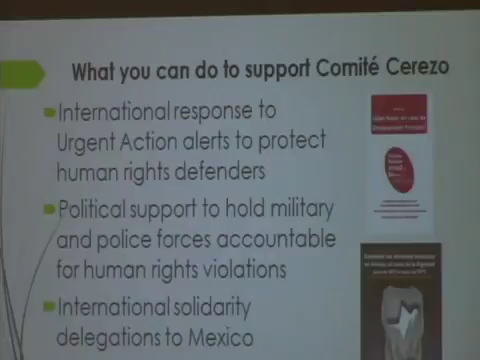 What you can do to support Comité Cerezo
International response to
Urgent Action alerts to protect
human rights defenders
Political support to hold military
and police forces accountable
for human rights violations
International solidarity
delegations to Mexico